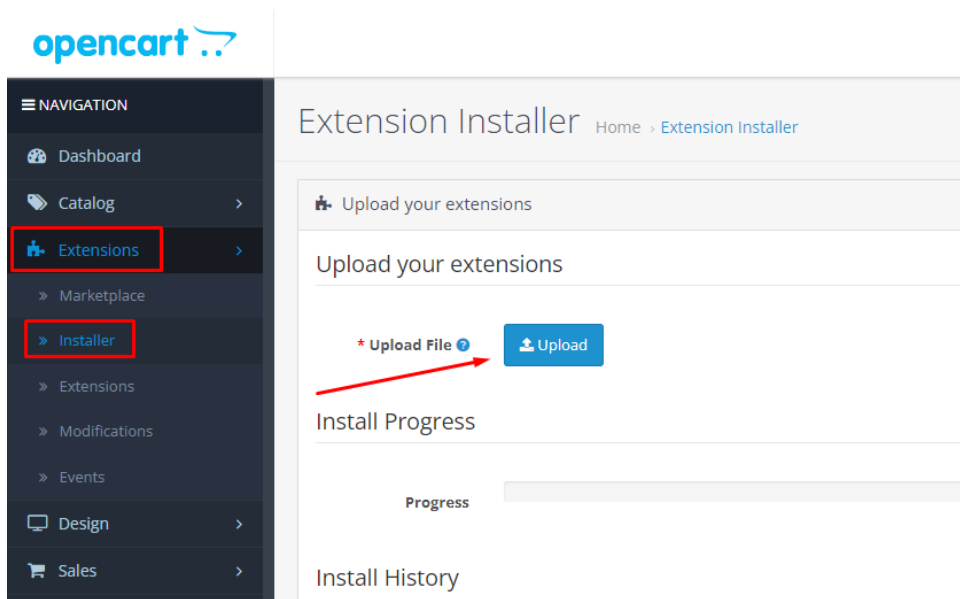 opencart
NAVIGATION
Dashboard
Catalog
Extensions
Marketplace
Installer
Extensions
Modifications
Events
Design
Sales
Extension Installer Home › Extension Installer
Upload your extensions
Upload your extensions
* Upload File ? Upload
Install Progress
Progress
Install History